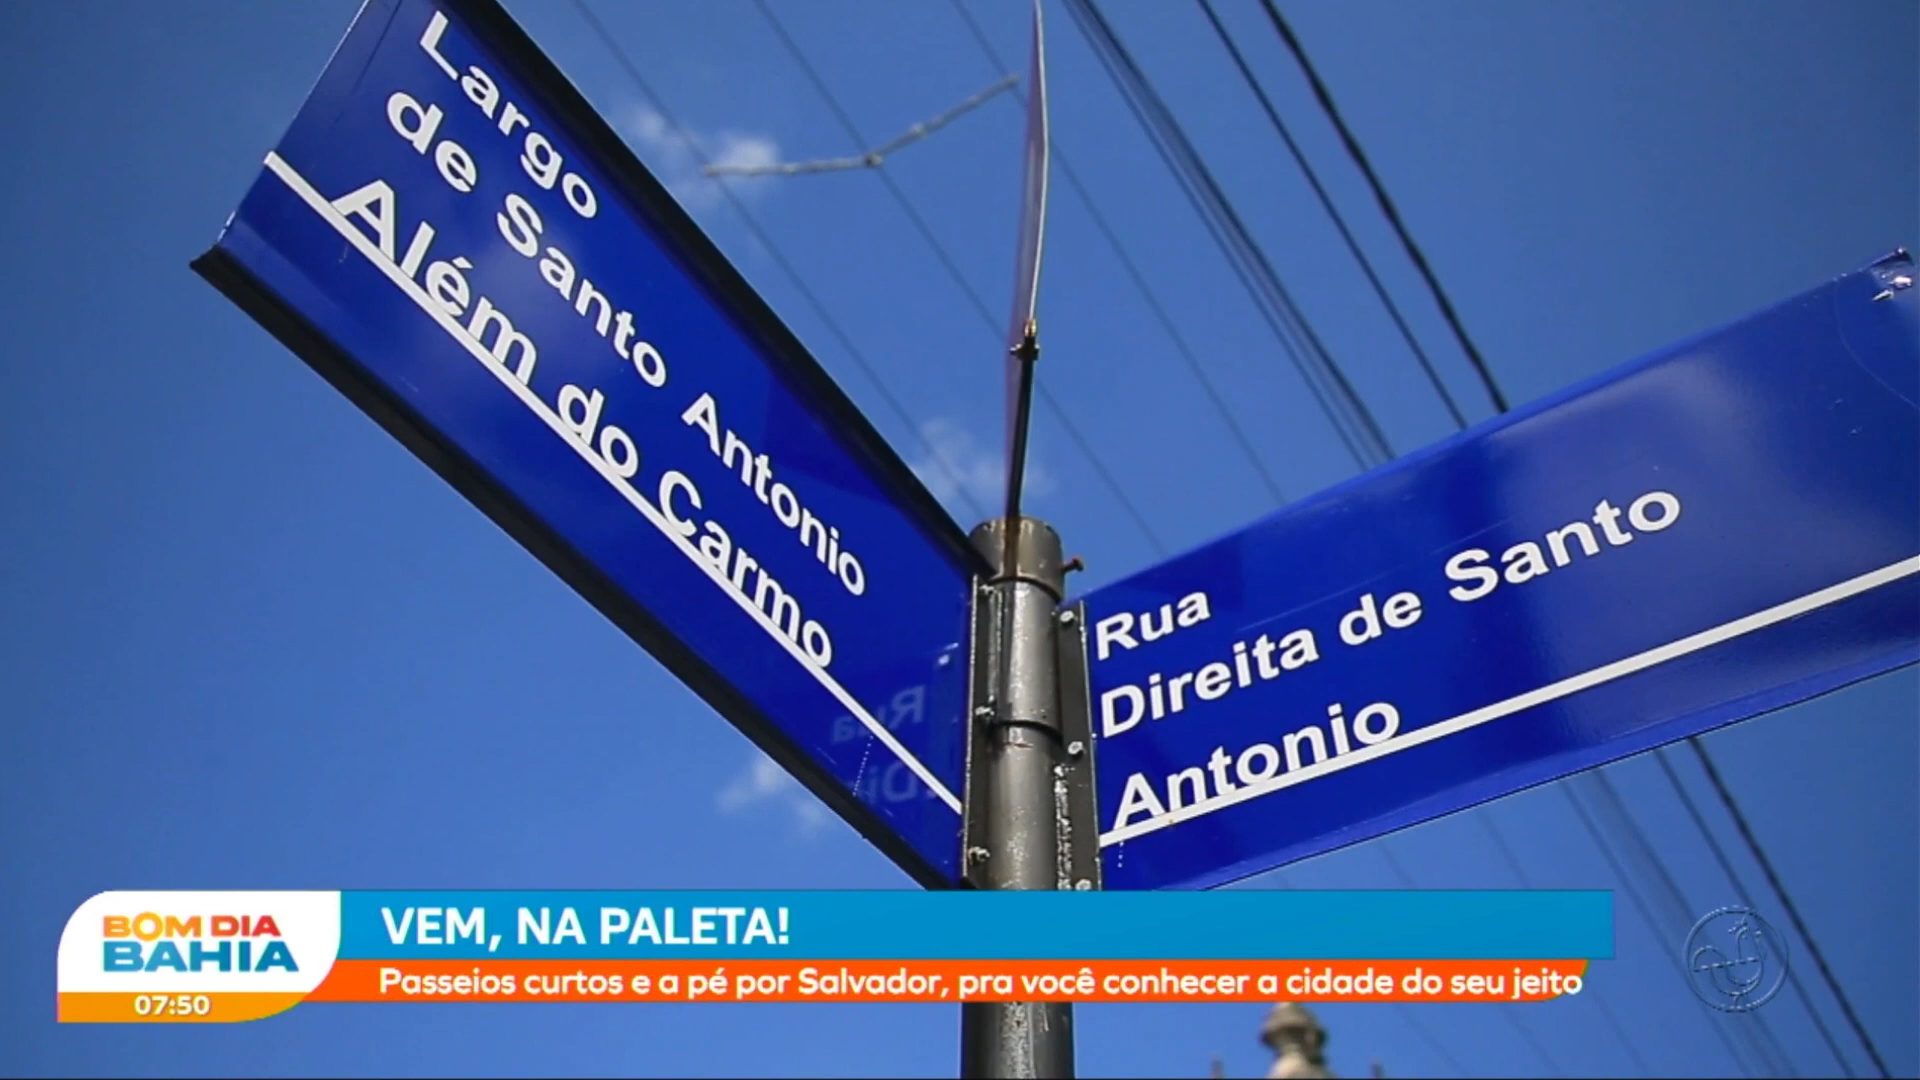 Largo
de Santo Antonio
Além do Carmo
Rua
Direita de Santo
Antonio
BOM DIA
BAHIA
07:50
VEM, NA PALETA!
Passeios curtos e a pé por Salvador, pra você conhecer a cidade do seu jeito